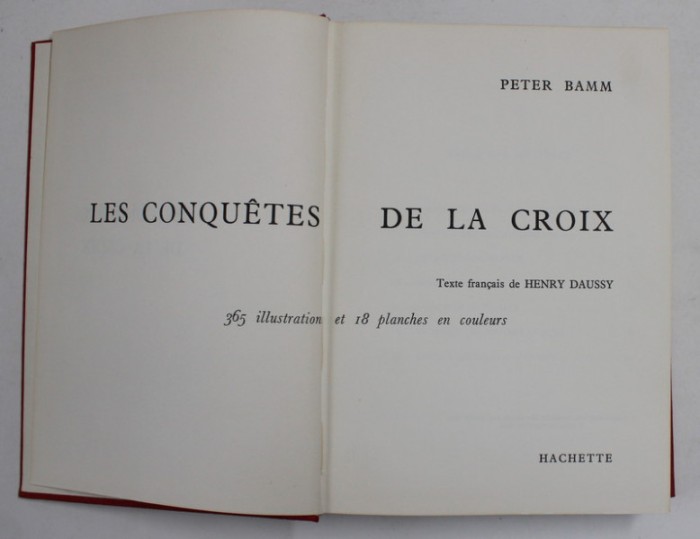 PETER BAMM
LES CONQUÊTES DE LA CROIX
Texte français de HENRY DAUSSY
365 illustration et 18 planches en couleurs
HACHETTE